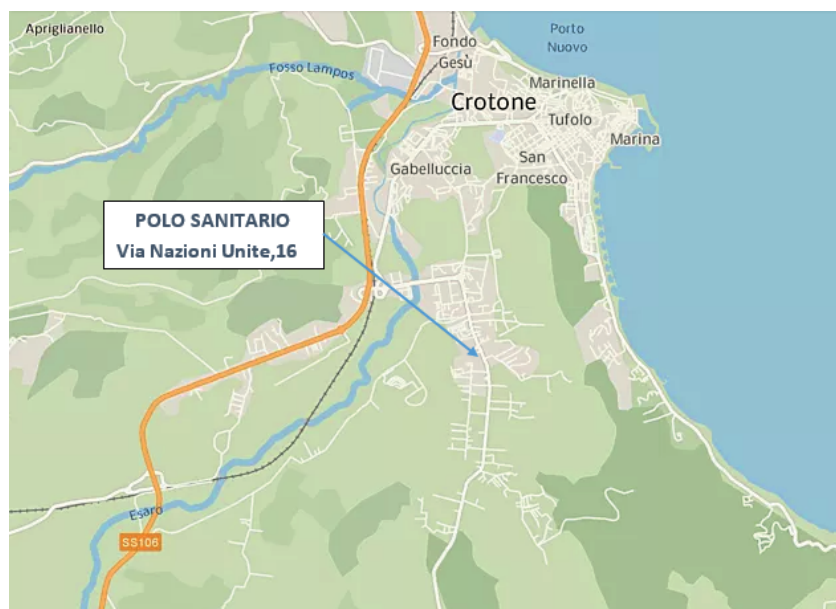 Apriglianello
Porto
Nuovo
Fondo
Gesù
Fosso Lampos
Marinella
Crotone
Tufolo
Marina
San
Francesco
Gabelluccia
POLO SANITARIO
Via Nazioni Unite,16
Esaro
SS106